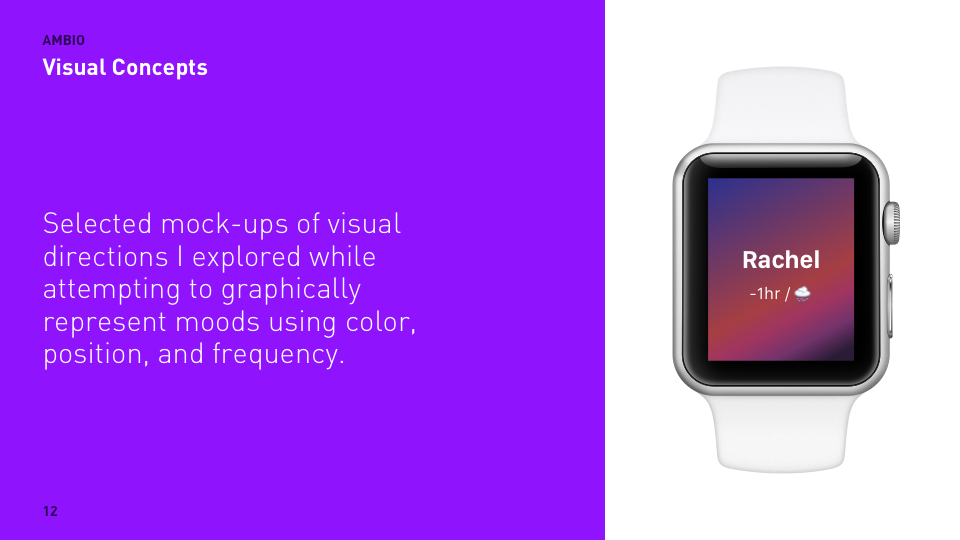 AMBIO
Visual Concepts
Selected mock-ups of visual
directions I explored while
attempting to graphically
represent moods using color,
position, and frequency.
12
Rachel
-1hr / 🌧️